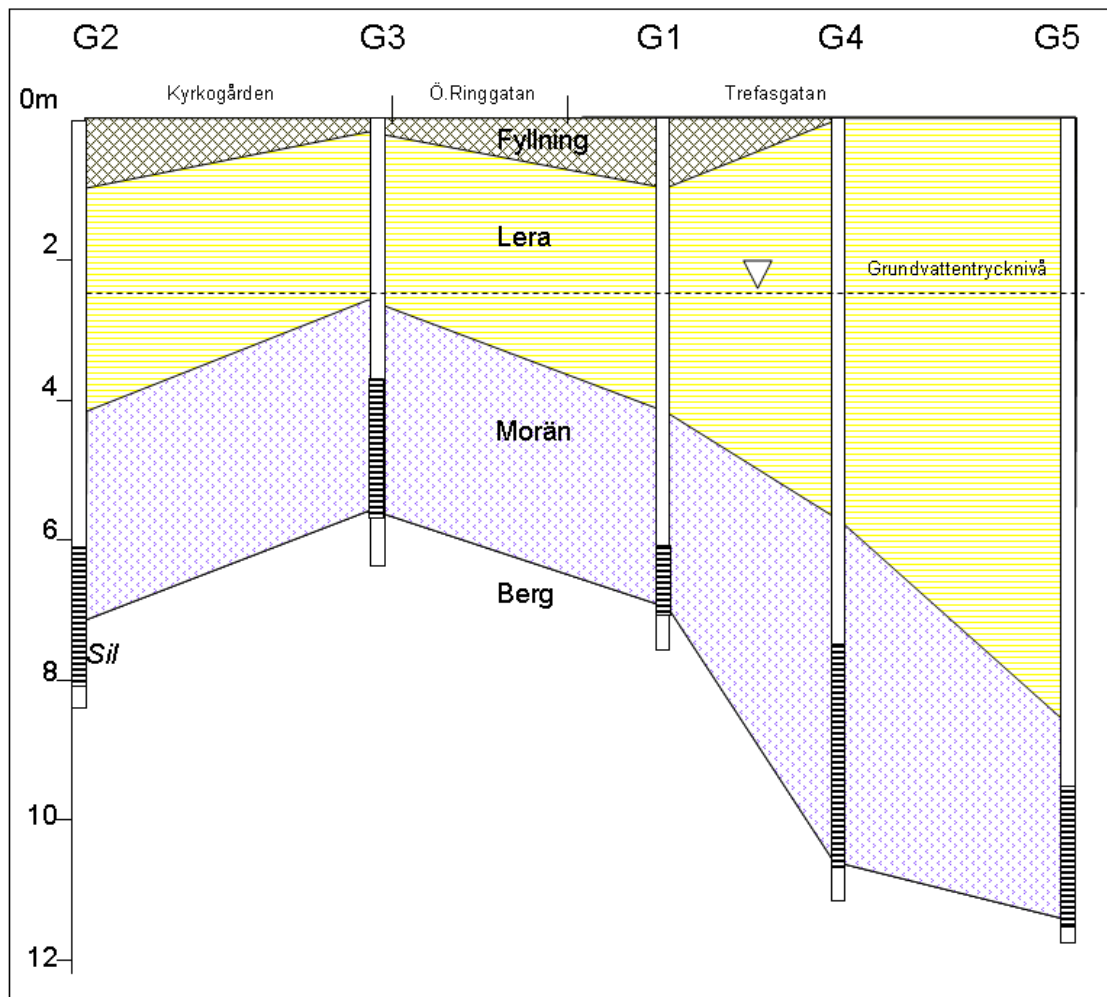 G2 G3 G1 G4 G5
Kyrkogården Ö.Ringgatan Trefasgatan
0m
Fyllning
2
Lera
Grundvattentrycknivå
4
Morän
6
Berg
Sil
8
10
12